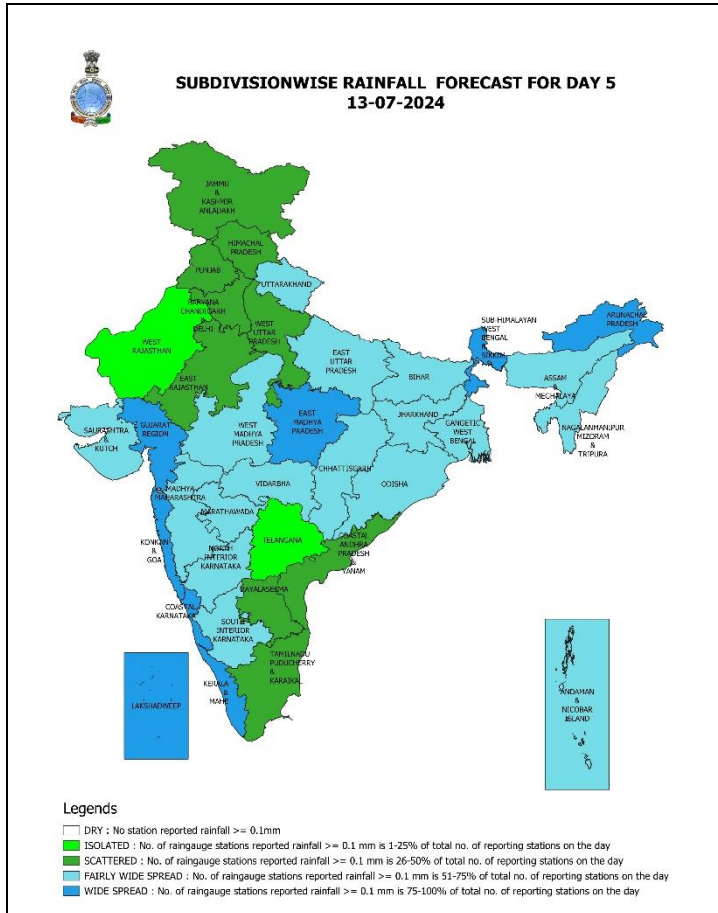 SUBDIVISIONWISE RAINFALL FORECAST FOR DAY 5
13-07-2024
JAMMU
&
KASHMIR
ANLADAKH
HIMACHAL
PRADESH
PUNJAB
UTTARAKHAND
HARYANA
CHANDIGARH
&
DELHI
WEST
UTTAR
PRADESH
WEST
RAJASTHAN
EAST
RAJASTHAN
EAST
UTTAR
PRADESH
BIHAR
SUB-HIMALAYAN
WEST
BENGAL
&
SIKKIM
ARUNACHAL
PRADESH
ASSAM
&
MEGHALAYA
NAGALANMANIPUR
MIZORAM
&
TRIPURA
SAURASHTRA
&
KUTCH
GUJARAT
REGION
WEST
MADHYA
PRADESH
EAST
MADHYA
PRADESH
JHARKHAND
GANGETIC
WEST
BENGAL
CHHATTISGARH
ODISHA
VIDARBHA
MADHYA
MAHARASHTRA
MARATHAWADA
KONKAN
&
GOA
TELANGANA
COASTAL
ANDHRA
PRADESH
&
YANAM
NORTH
INTERIOR
KARNATAKA
RAYALASEEMA
COASTAL
KARNATAKA
SOUTH
INTERIOR
KARNATAKA
TAMILNADU
PUDUCHERRY
&
KARAIKAL
KERALA
&
MAHE
LAKSHADWEEP
ANDAMAN
&
NICOBAR
ISLAND
Legends
DRY : No station reported rainfall >= 0.1mm
ISOLATED : No. of raingauge stations reported rainfall >= 0.1 mm is 1-25% of total no. of reporting stations on the day
SCATTERED : No. of raingauge stations reported rainfall >= 0.1 mm is 26-50% of total no. of reporting stations on the day
FAIRLY WIDE SPREAD : No. of raingauge stations reported rainfall >= 0.1 mm is 51-75% of total no. of reporting stations on the day
WIDE SPREAD : No. of raingauge stations reported rainfall >= 0.1 mm is 75-100% of total no. of reporting stations on the day